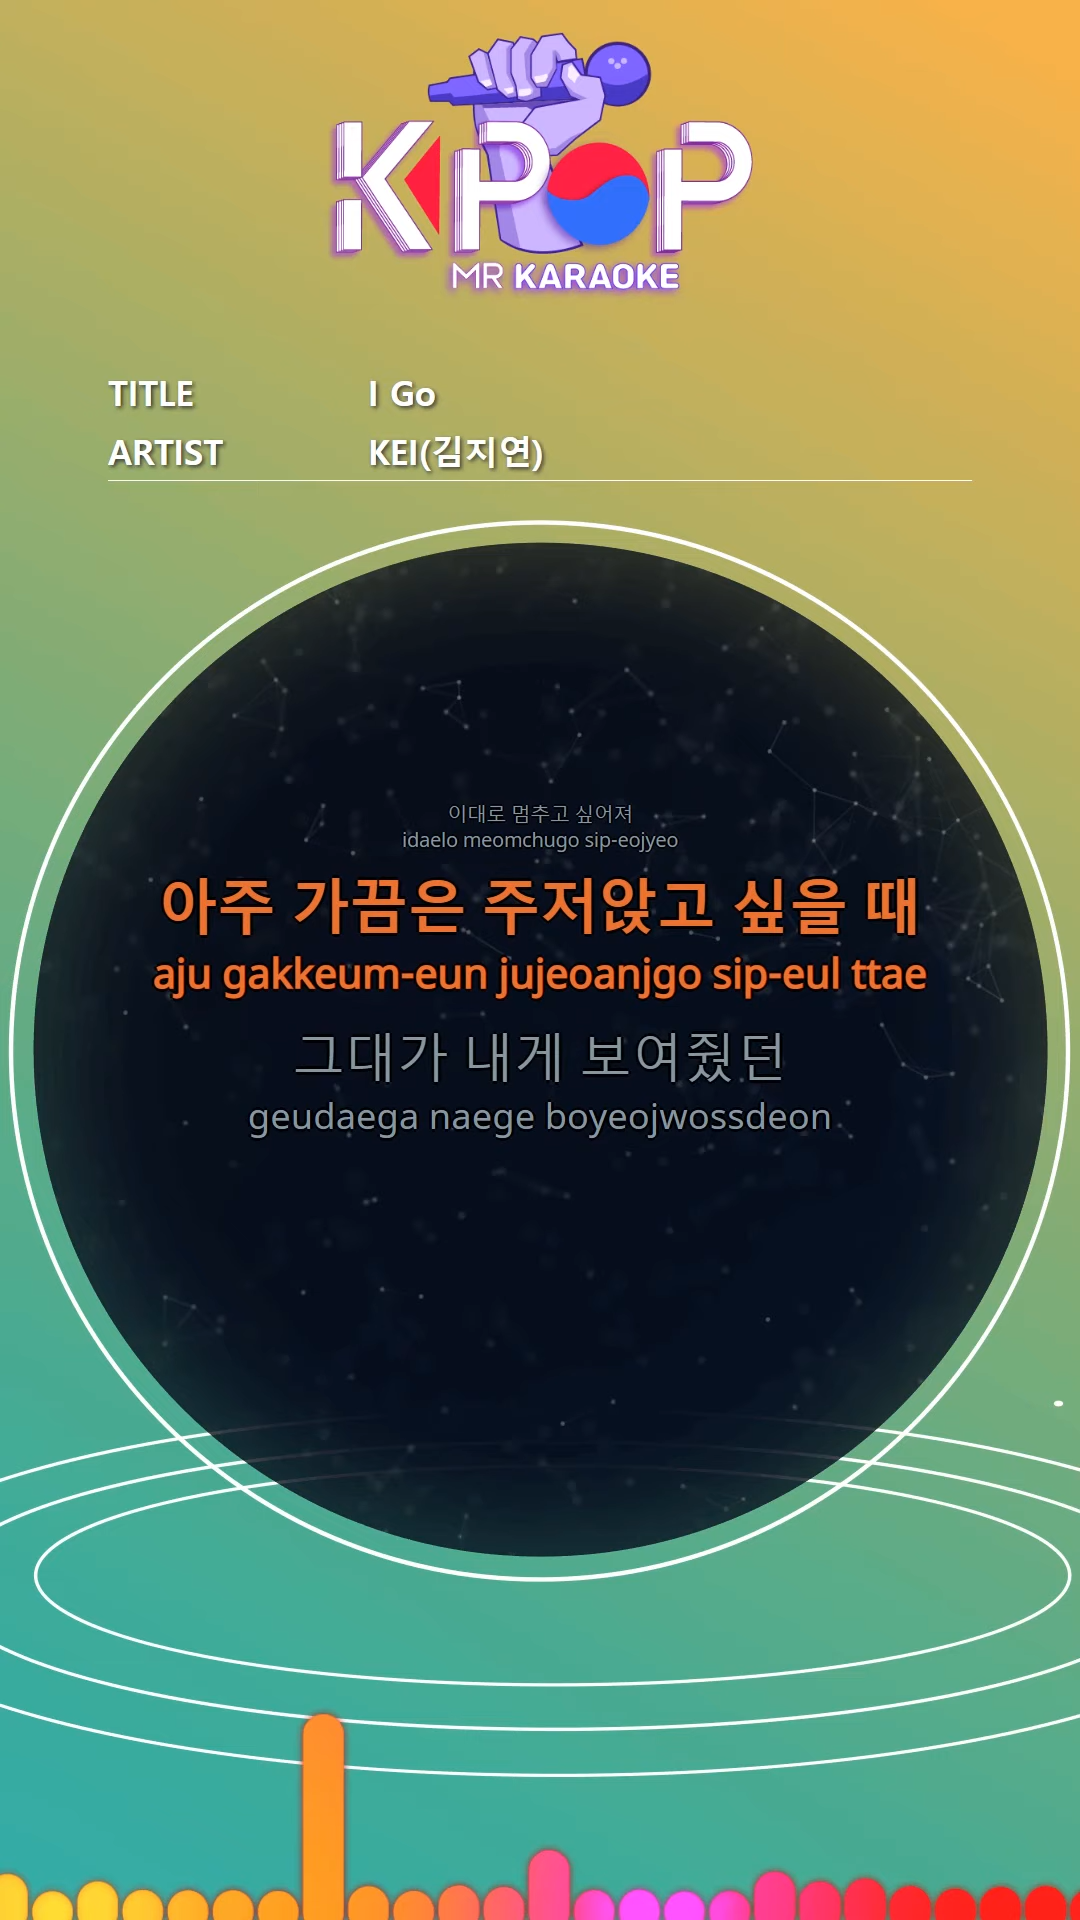 KPOP
MR KARAOKE
TITLE I Go
ARTIST KEI(김지연)
이대로 멈추고 싶어져
idaelo meomchugo sip-eojyeo
아주 가끔은 주저앉고 싶을 때
aju gakkeum-eun jujeoanjgo sip-eul ttae
그대가 내게 보여줬던
geudaega naege boyeojwossdeon